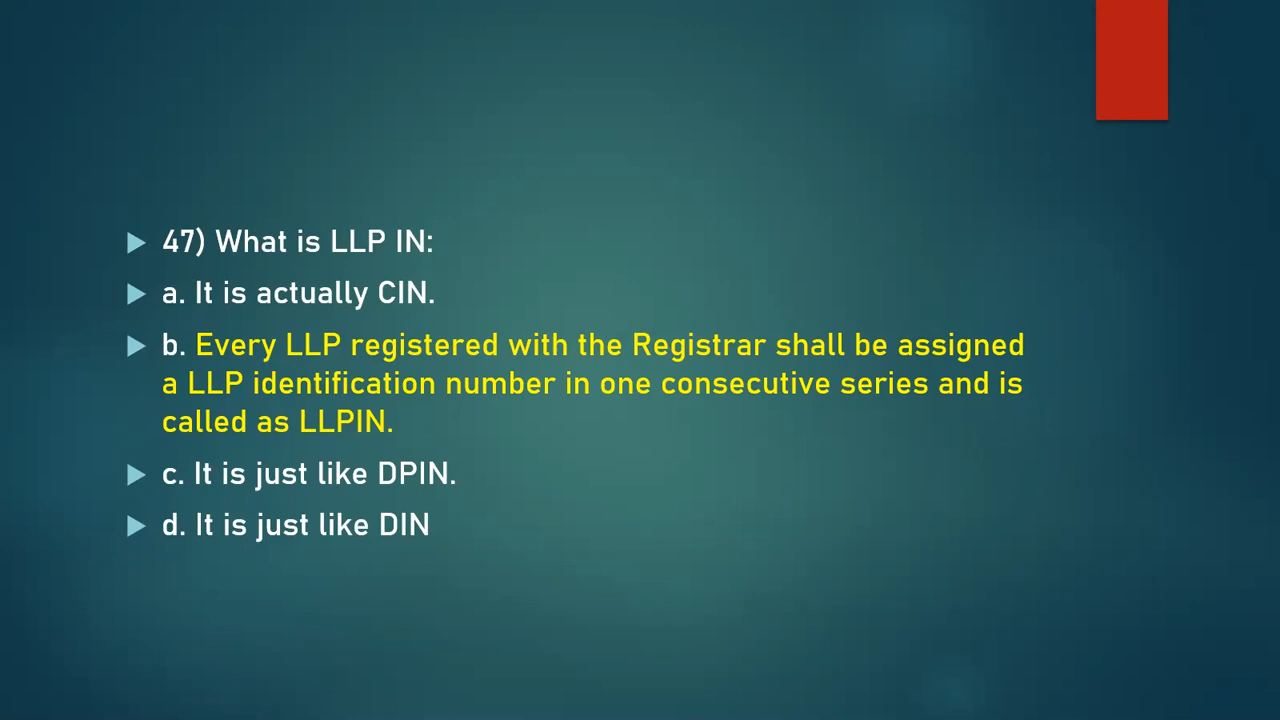 47) What is LLP IN:
a. It is actually CIN.
b. Every LLP registered with the Registrar shall be assigned
a LLP identification number in one consecutive series and is
called as LLPIN.
c. It is just like DPIN.
d. It is just like DIN